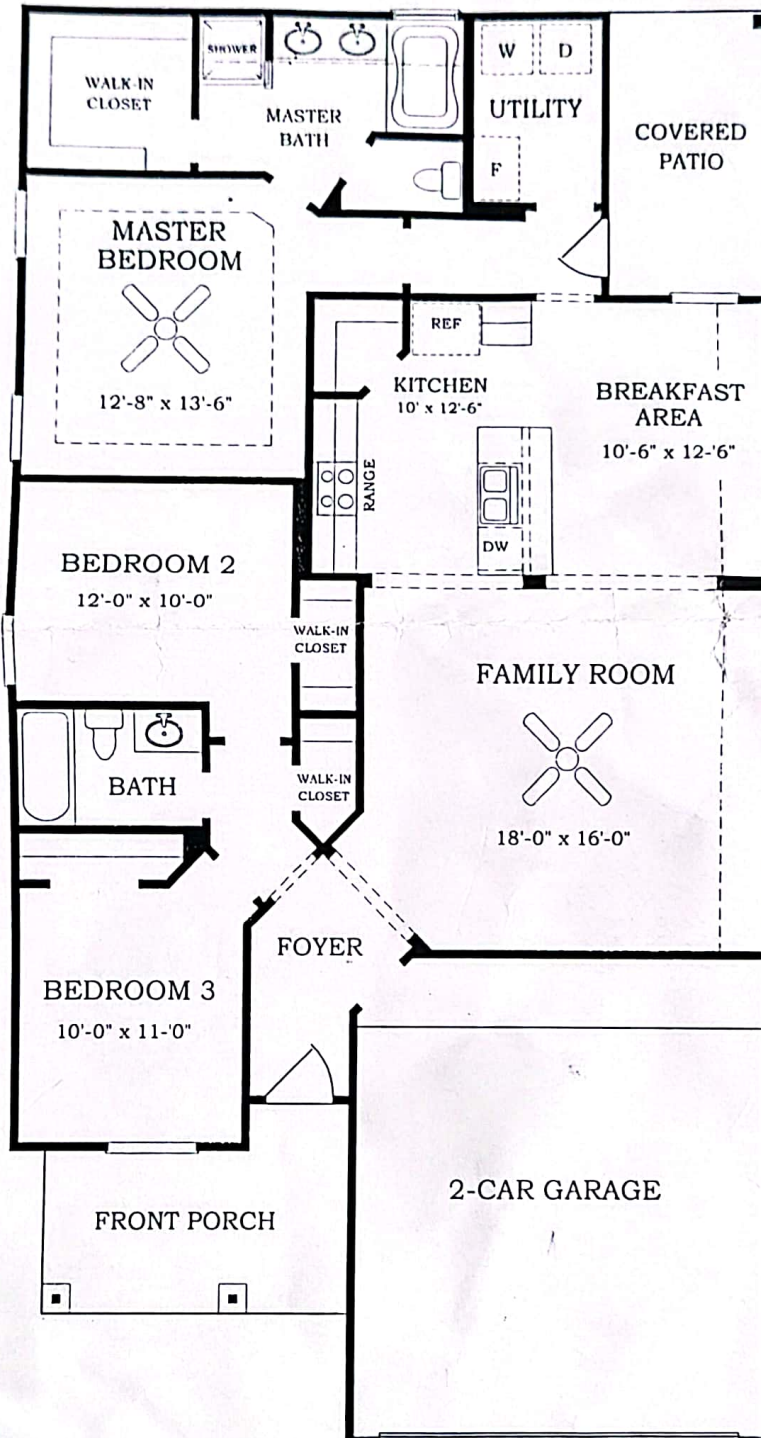 SHOWER
W
D
WALK-IN
CLOSET
MASTER
BATH
UTILITY
COVERED
PATIO
F
MASTER
BEDROOM
12'-8" x 13'-6"
REF
KITCHEN
10' x 12'-6"
BREAKFAST
AREA
10'-6" x 12-'6"
RANGE
DW
BEDROOM 2
12'-0" x 10'-0"
WALK-IN
CLOSET
FAMILY ROOM
18'-0" x 16'-0"
BATH
WALK-IN
CLOSET
FOYER
BEDROOM 3
10'-0" x 11-'0"
FRONT PORCH
2-CAR GARAGE